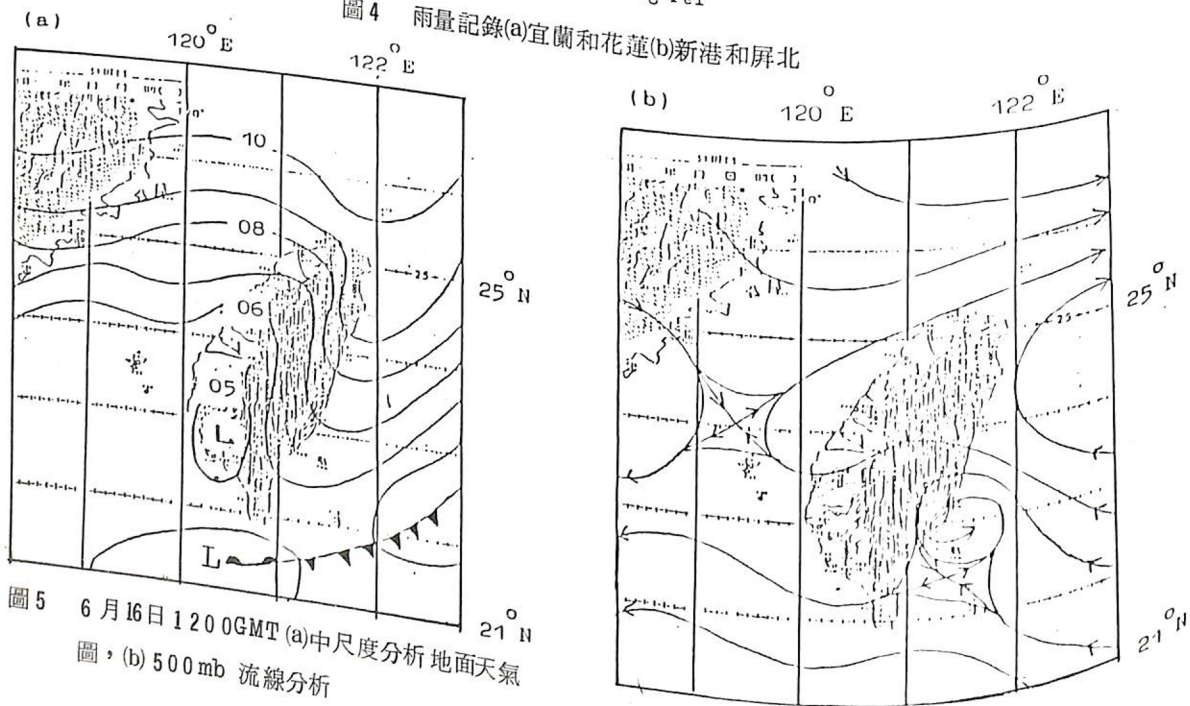 圖4 雨量記錄(a)宜蘭和花蓮(b)新港和屏北
(a)
120°E
122°E
10
08
06
05
L
L
25
25°N
21°N
圖5 6月16日1200GMT(a)中尺度分析地面天氣
圖,(b)500mb 流線分析
(b)
120°E
122°E
25°N
21°N